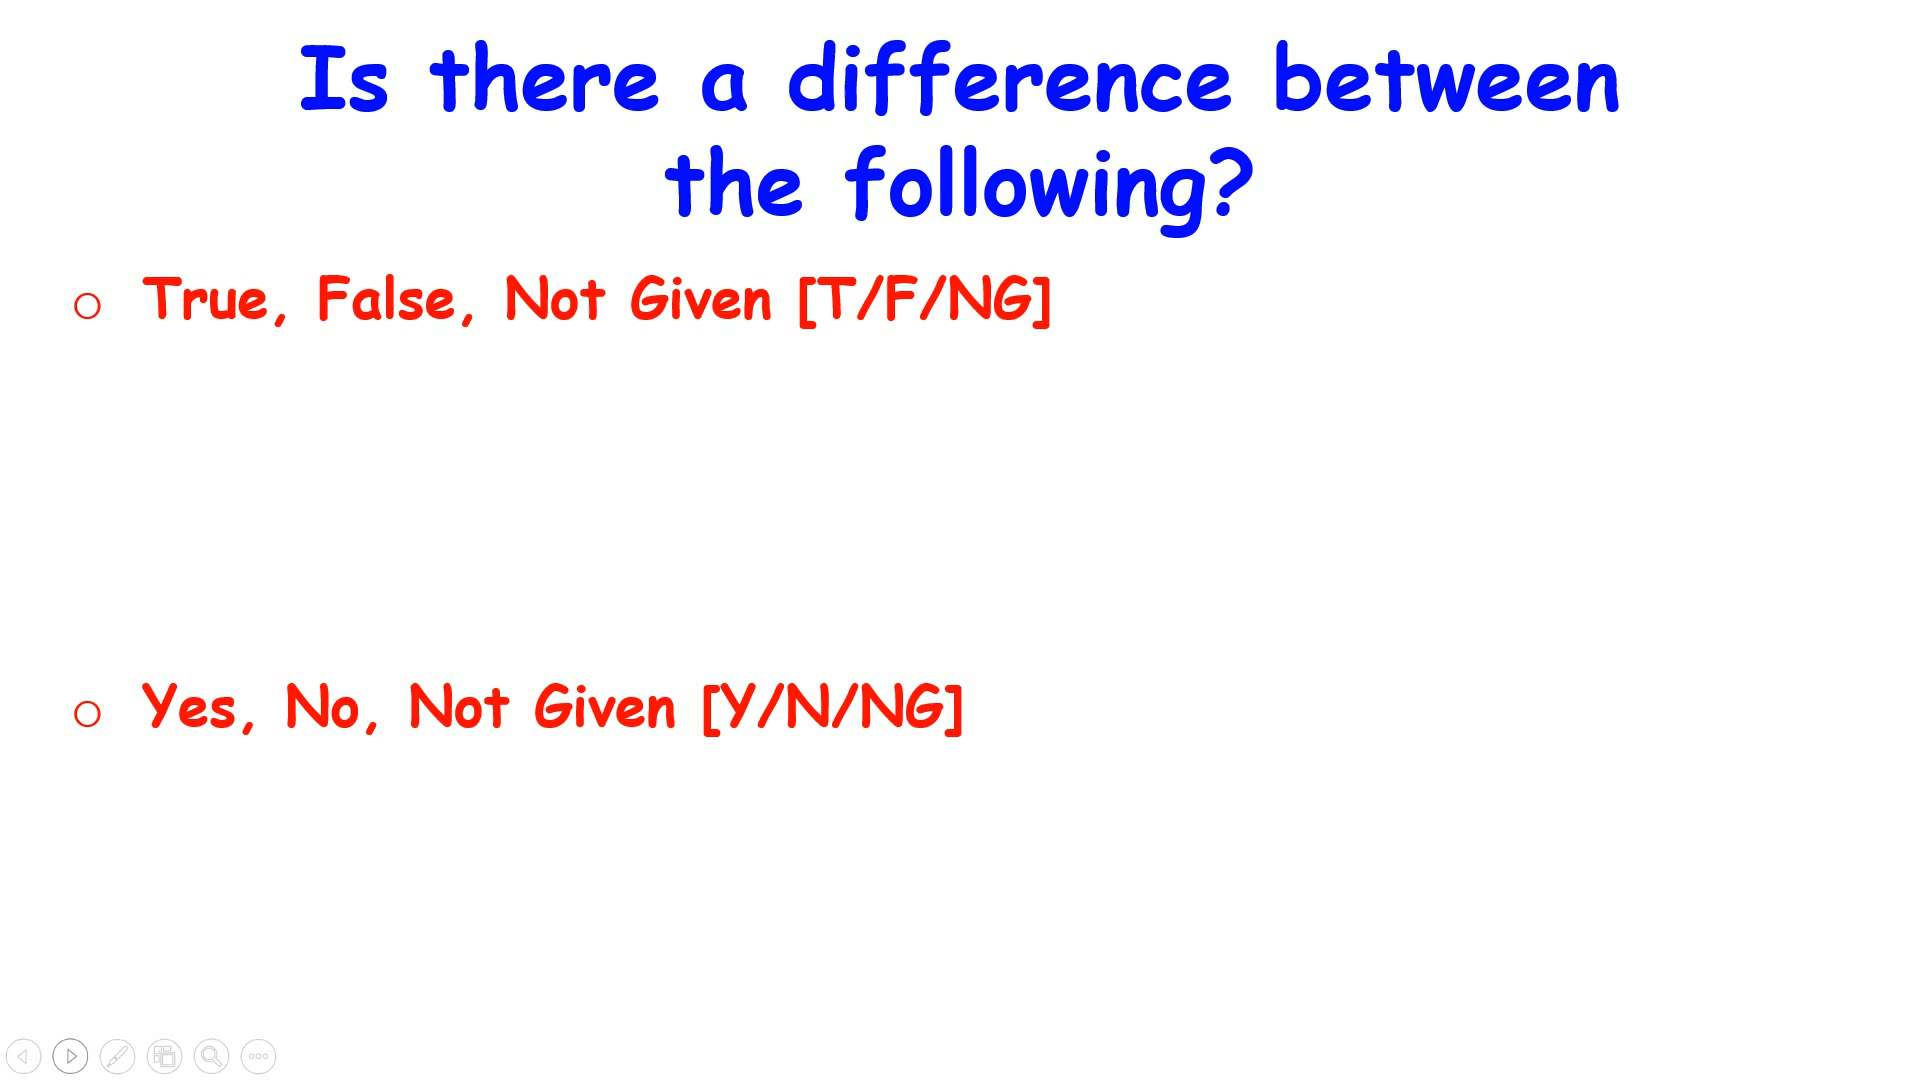 Is there a difference between
the following?
○ True, False, Not Given [T/F/NG]
○ Yes, No, Not Given [Y/N/NG]